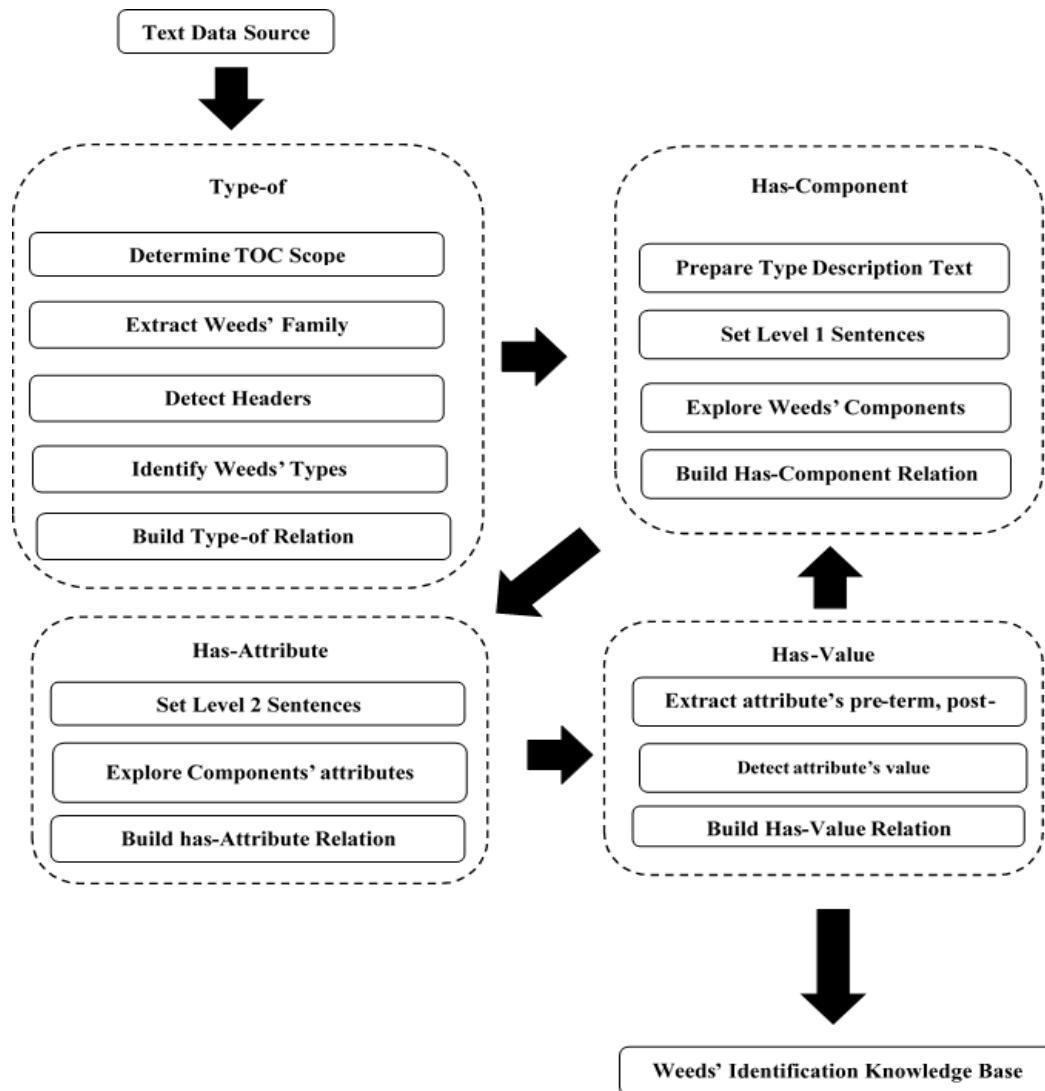 Text Data Source
Type-of
Determine TOC Scope
Extract Weeds' Family
Detect Headers
Identify Weeds' Types
Build Type-of Relation
Has-Component
Prepare Type Description Text
Set Level 1 Sentences
Explore Weeds' Components
Build Has-Component Relation
Has-Attribute
Set Level 2 Sentences
Explore Components' attributes
Build has-Attribute Relation
Has-Value
Extract attribute's pre-term, post-
Detect attribute's value
Build Has-Value Relation
Weeds' Identification Knowledge Base